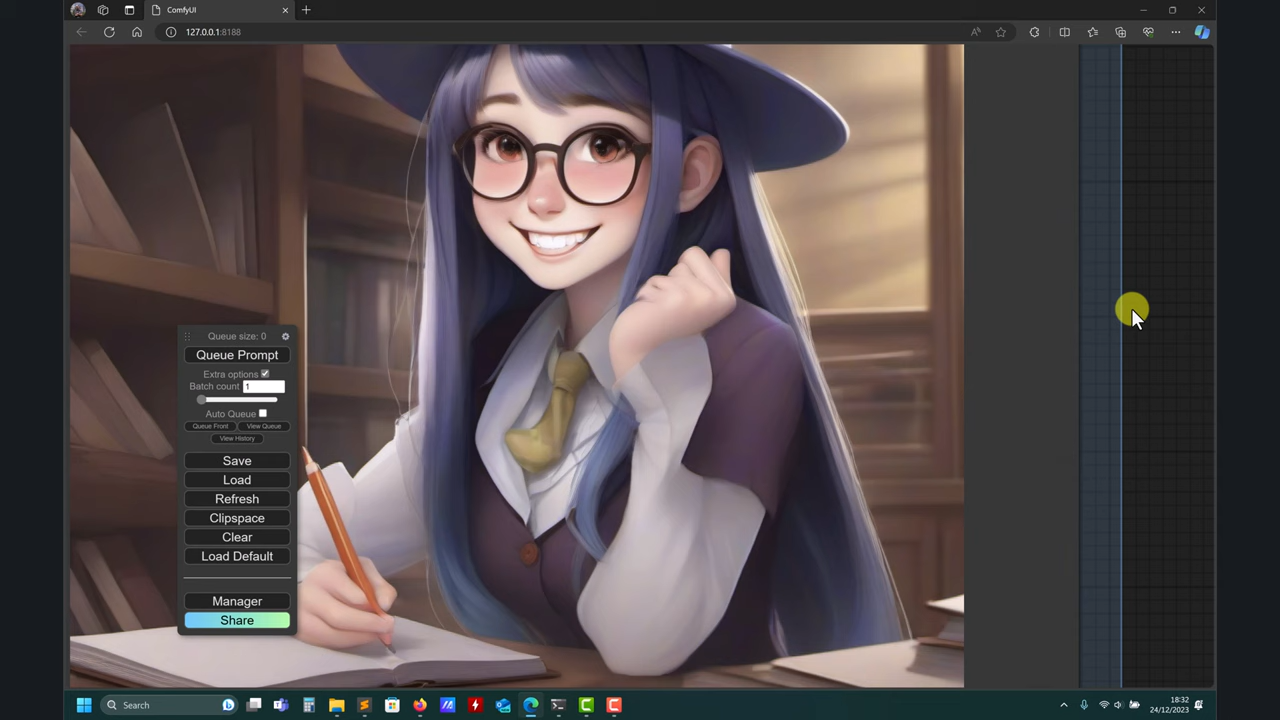 ComfyUI
127.0.0.1:8188
Queue size: 0
Queue Prompt
Extra options
Batch count 1
Auto Queue
Queue Front View Queue
View History
Save
Load
Refresh
Clipspace
Clear
Load Default
Manager
Share
Search
18:32
24/12/2023